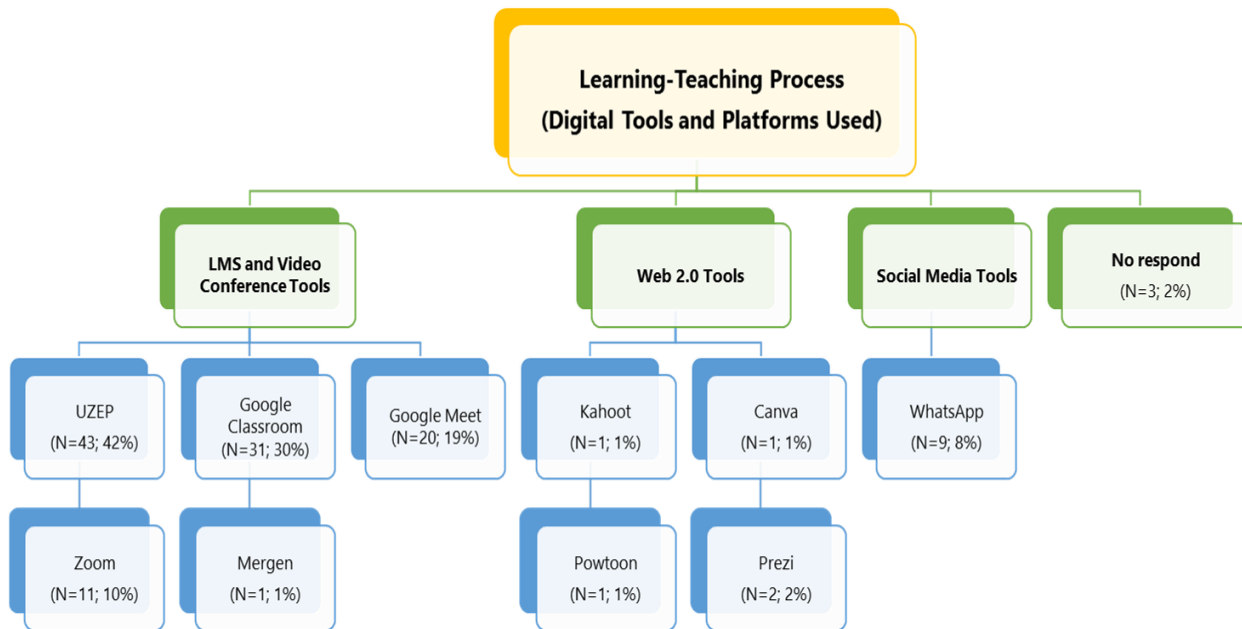 Learning-Teaching Process
(Digital Tools and Platforms Used)
LMS and Video
Conference Tools
Web 2.0 Tools
Social Media Tools
No respond
(N=3; 2%)
UZEP
(N=43; 42%)
Google
Classroom
(N=31; 30%)
Google Meet
(N=20; 19%)
Kahoot
(N=1; 1%)
Canva
(N=1; 1%)
WhatsApp
(N=9; 8%)
Zoom
(N=11; 10%)
Mergen
(N=1; 1%)
Powtoon
(N=1; 1%)
Prezi
(N=2; 2%)